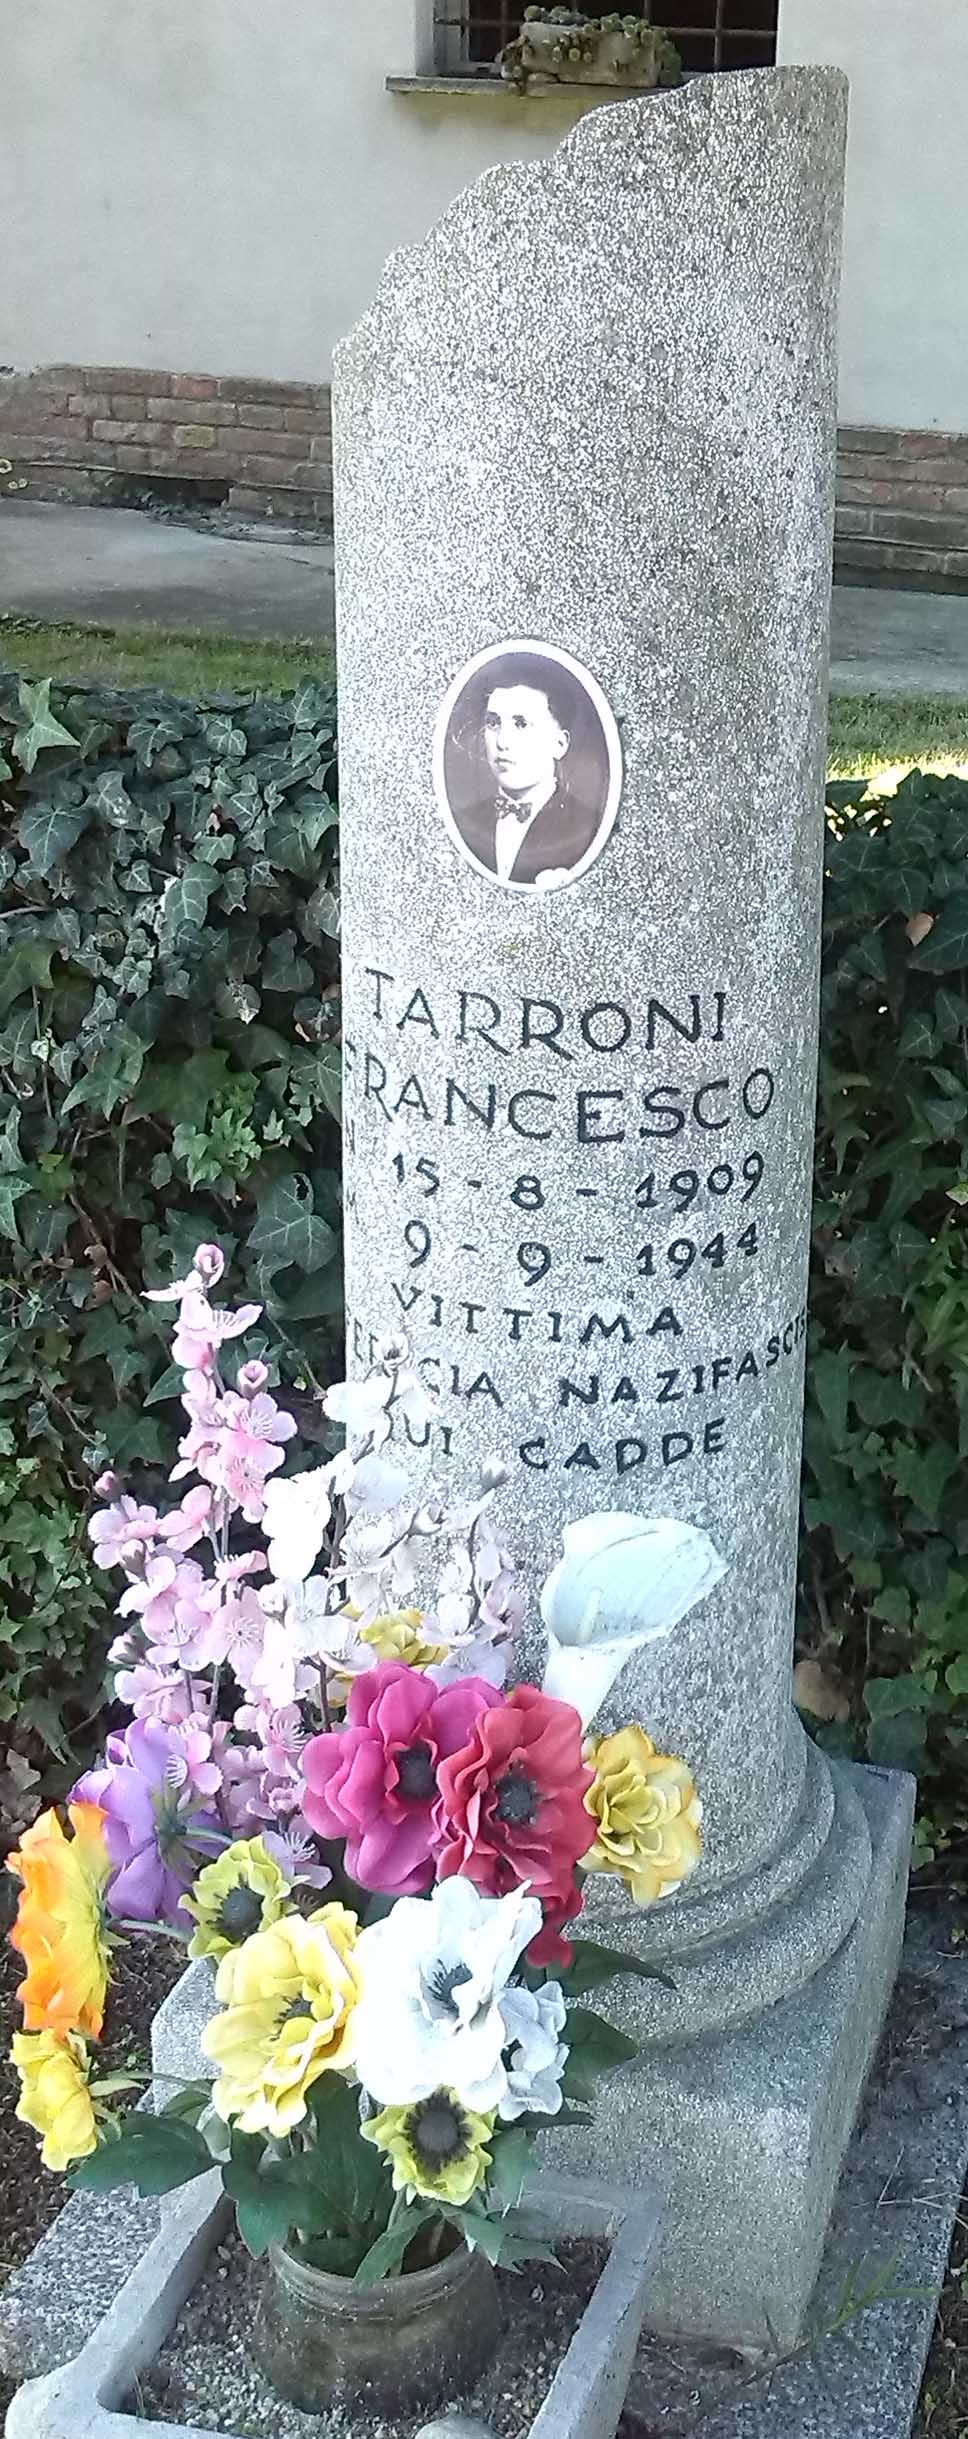 TARRONI
FRANCESCO
15 - 8 - 1909
9 - 9 - 1944
VITTIMA
CADDE